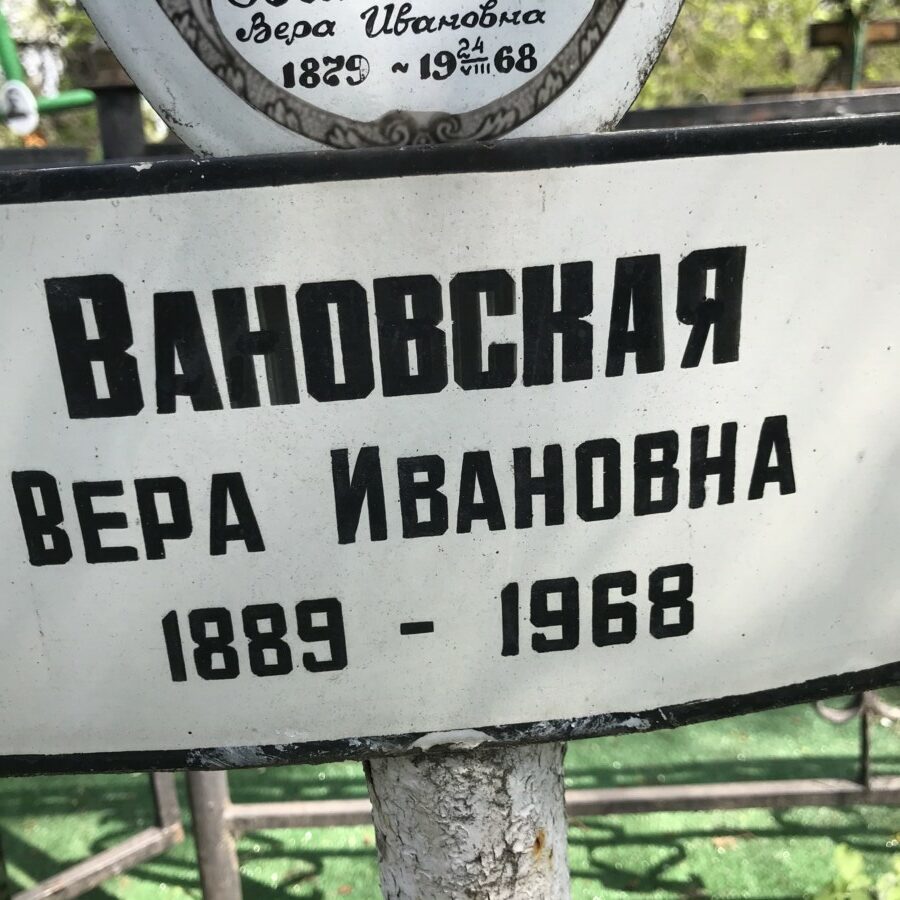 Вера Ивановна
1879 ~ 19 24/VIII 68
Вановская
Вера Ивановна
1889 - 1968